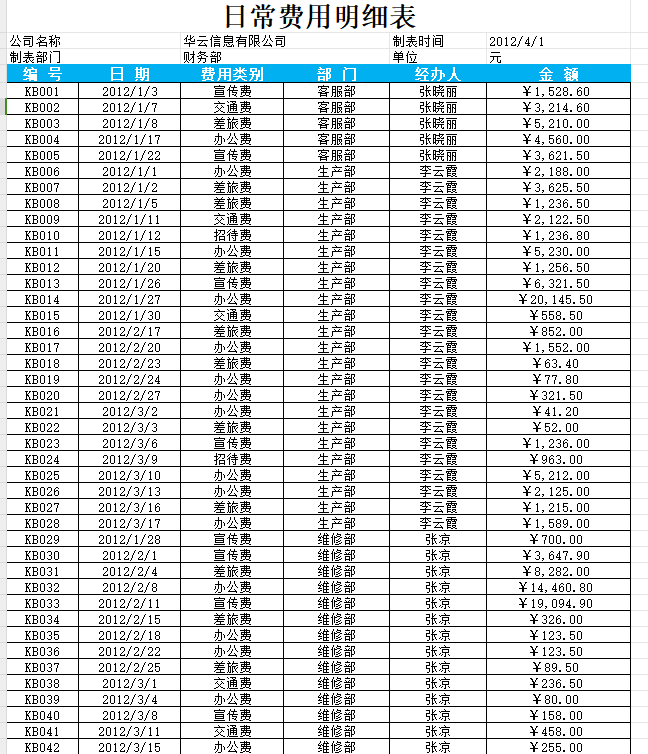 日常费用明细表
公司名称 华云信息有限公司 制表时间 2012/4/1
制表部门 财务部 单位 元
编 号 日 期 费用类别 部 门 经办人 金 额
KB001 2012/1/3 宣传费 客服部 张晓丽 ￥1,528.60
KB002 2012/1/7 交通费 客服部 张晓丽 ￥3,214.60
KB003 2012/1/8 差旅费 客服部 张晓丽 ￥5,210.00
KB004 2012/1/17 办公费 客服部 张晓丽 ￥4,560.00
KB005 2012/1/22 宣传费 客服部 张晓丽 ￥3,621.50
KB006 2012/1/1 办公费 生产部 李云霞 ￥2,188.00
KB007 2012/1/2 差旅费 生产部 李云霞 ￥3,625.50
KB008 2012/1/5 差旅费 生产部 李云霞 ￥1,236.50
KB009 2012/1/11 交通费 生产部 李云霞 ￥2,122.50
KB010 2012/1/12 招待费 生产部 李云霞 ￥1,236.80
KB011 2012/1/15 办公费 生产部 李云霞 ￥5,230.00
KB012 2012/1/20 差旅费 生产部 李云霞 ￥1,256.50
KB013 2012/1/26 宣传费 生产部 李云霞 ￥6,321.50
KB014 2012/1/27 办公费 生产部 李云霞 ￥20,145.50
KB015 2012/1/30 交通费 生产部 李云霞 ￥558.50
KB016 2012/2/17 差旅费 生产部 李云霞 ￥852.00
KB017 2012/2/20 办公费 生产部 李云霞 ￥1,552.00
KB018 2012/2/23 差旅费 生产部 李云霞 ￥63.40
KB019 2012/2/24 办公费 生产部 李云霞 ￥77.80
KB020 2012/2/27 办公费 生产部 李云霞 ￥321.50
KB021 2012/3/2 办公费 生产部 李云霞 ￥41.20
KB022 2012/3/3 差旅费 生产部 李云霞 ￥52.00
KB023 2012/3/6 宣传费 生产部 李云霞 ￥1,236.00
KB024 2012/3/9 招待费 生产部 李云霞 ￥963.00
KB025 2012/3/10 办公费 生产部 李云霞 ￥5,212.00
KB026 2012/3/13 办公费 生产部 李云霞 ￥2,125.00
KB027 2012/3/16 差旅费 生产部 李云霞 ￥1,215.00
KB028 2012/3/17 办公费 生产部 李云霞 ￥1,589.00
KB029 2012/1/28 宣传费 维修部 张京 ￥700.00
KB030 2012/2/1 宣传费 维修部 张京 ￥3,647.90
KB031 2012/2/4 差旅费 维修部 张京 ￥8,282.00
KB032 2012/2/8 办公费 维修部 张京 ￥14,460.80
KB033 2012/2/11 宣传费 维修部 张京 ￥19,094.90
KB034 2012/2/15 差旅费 维修部 张京 ￥326.00
KB035 2012/2/18 办公费 维修部 张京 ￥123.50
KB036 2012/2/22 办公费 维修部 张京 ￥123.50
KB037 2012/2/25 差旅费 维修部 张京 ￥89.50
KB038 2012/3/1 交通费 维修部 张京 ￥236.50
KB039 2012/3/4 办公费 维修部 张京 ￥80.00
KB040 2012/3/8 宣传费 维修部 张京 ￥158.00
KB041 2012/3/11 交通费 维修部 张京 ￥458.00
KB042 2012/3/15 办公费 维修部 张京 ￥255.00